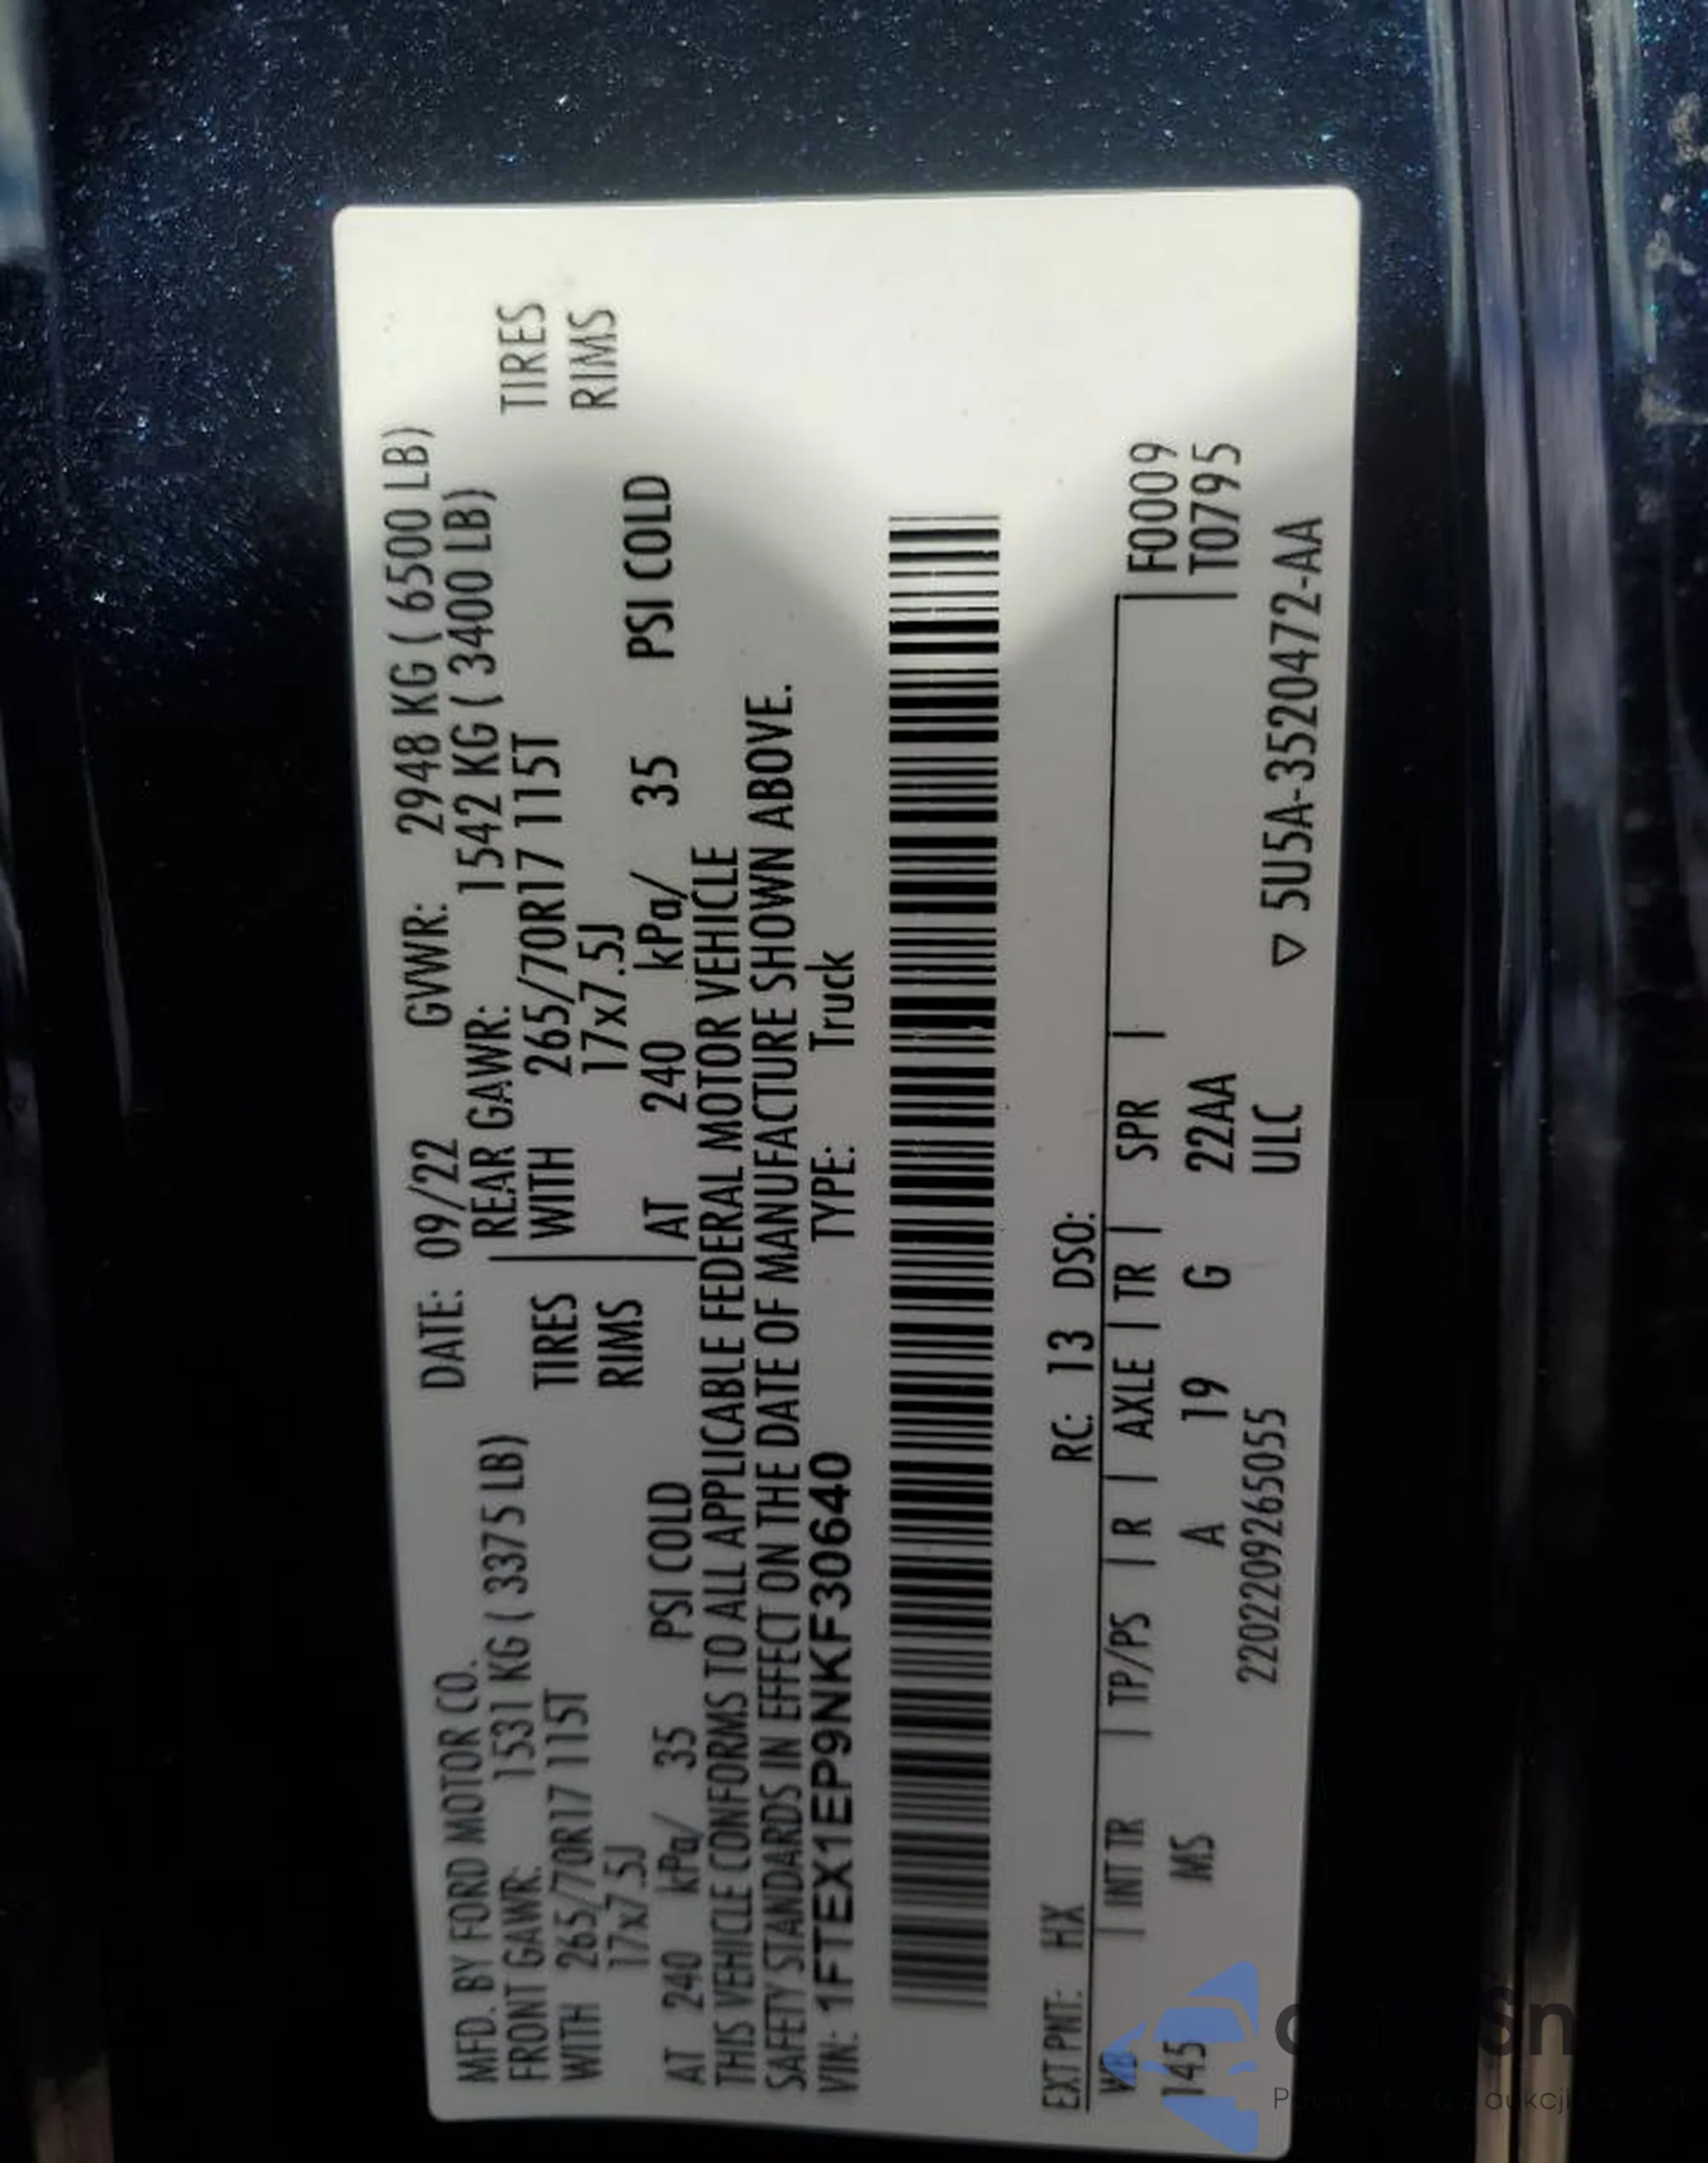 MFD. BY FORD MOTOR CO. DATE: 09/22 GVWR: 2948 KG ( 6500 LB)
FRONT GAWR: 1531 KG ( 3375 LB) REAR GAWR: 1542 KG ( 3400 LB)
WITH 265/70R17 115T TIRES WITH 265/70R17 115T TIRES
17x7.5J RIMS 17x7.5J RIMS
AT 240 kPa/ 35 PSI COLD AT 240 kPa/ 35 PSI COLD
THIS VEHICLE CONFORMS TO ALL APPLICABLE FEDERAL MOTOR VEHICLE
SAFETY STANDARDS IN EFFECT ON THE DATE OF MANUFACTURE SHOWN ABOVE.
VIN: 1FTEX1EP9NKF30640 TYPE: Truck
EXT PNT: HX RC: 13 DSO:
WB | INT TR | TP/PS | R | AXLE | TR | SPR | F0009
145 MS A 19 G 22AA T0795
2202209265055 ULC ▽ 5U5A-3520472-AA